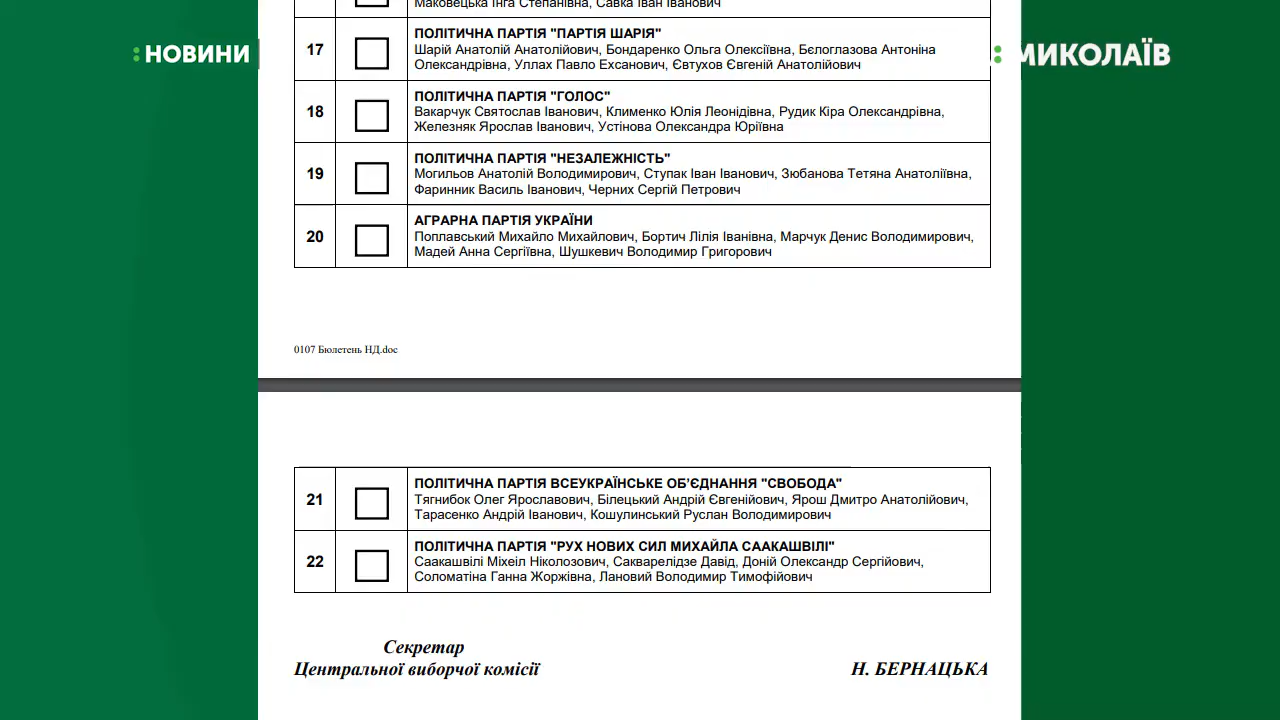 Маковецька Інга Степанівна, Савка Іван Іванович
: НОВИНИ
: МИКОЛАЇВ
17
ПОЛІТИЧНА ПАРТІЯ "ПАРТІЯ ШАРІЯ"
Шарій Анатолій Анатолійович, Бондаренко Ольга Олексіївна, Бєлоглазова Антоніна
Олександрівна, Уллах Павло Ехсанович, Євтухов Євгеній Анатолійович
18
ПОЛІТИЧНА ПАРТІЯ "ГОЛОС"
Вакарчук Святослав Іванович, Клименко Юлія Леонідівна, Рудик Кіра Олександрівна,
Железняк Ярослав Іванович, Устінова Олександра Юріївна
19
ПОЛІТИЧНА ПАРТІЯ "НЕЗАЛЕЖНІСТЬ"
Могильов Анатолій Володимирович, Ступак Іван Іванович, Зюбанова Тетяна Анатоліївна,
Фаринник Василь Іванович, Черних Сергій Петрович
20
АГРАРНА ПАРТІЯ УКРАЇНИ
Поплавський Михайло Михайлович, Бортич Лілія Іванівна, Марчук Денис Володимирович,
Мадей Анна Сергіївна, Шушкевич Володимир Григорович
0107 Бюлетень НД.doc
21
ПОЛІТИЧНА ПАРТІЯ ВСЕУКРАЇНСЬКЕ ОБ'ЄДНАННЯ "СВОБОДА"
Тягнибок Олег Ярославович, Білецький Андрій Євгенійович, Ярош Дмитро Анатолійович,
Тарасенко Андрій Іванович, Кошулинський Руслан Володимирович
22
ПОЛІТИЧНА ПАРТІЯ "РУХ НОВИХ СИЛ МИХАЙЛА СААКАШВІЛІ"
Саакашвілі Міхеіл Ніколозович, Сакварелідзе Давід, Доній Олександр Сергійович,
Соломатіна Ганна Жоржівна, Лановий Володимир Тимофійович
Секретар
Центральної виборчої комісії
Н. БЕРНАЦЬКА